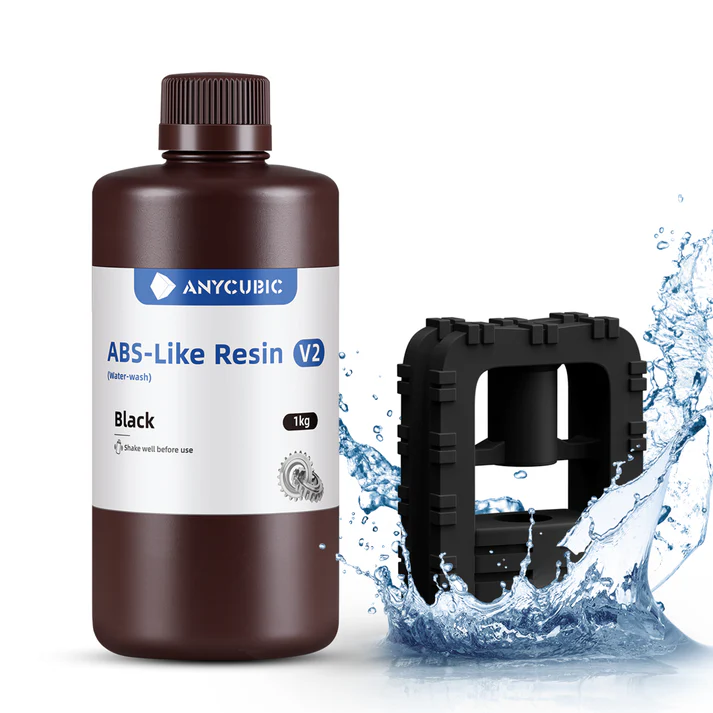 ANYCUBIC
ABS-Like Resin V2
(Water-wash)
Black
1kg
Shake well before use